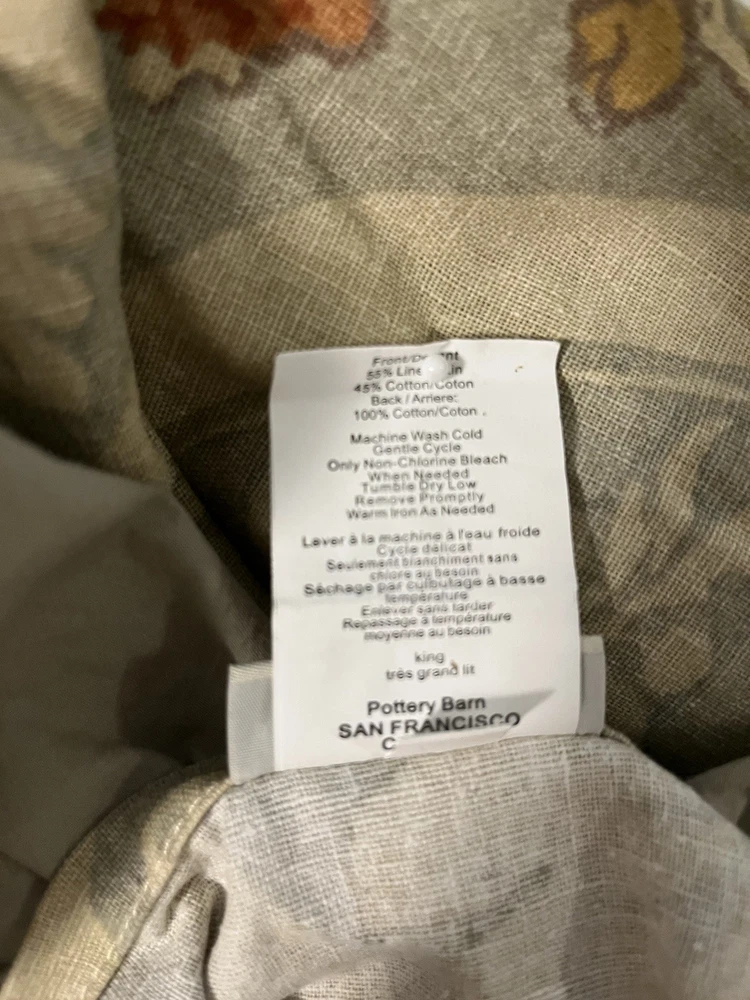 Front/
55% Line
45% Cotton/Coton
Back / Arriere:
100% Cotton/Coton .
Machine Wash Cold
Gentle Cycle
Only Non-Chlorine Bleach
When Needed
Tumble Dry Low
Remove Promptly
Warm Iron As Needed
Laver à la machine à l'eau froide
Cycle délicat
Seulement blanchiment sans
chlore au besoin
Séchage par culbutage à basse
température
Enlever sans tarder
Repassage à température
moyenne au besoin
king
très grand lit
Pottery Barn
SAN FRANCISCO
C